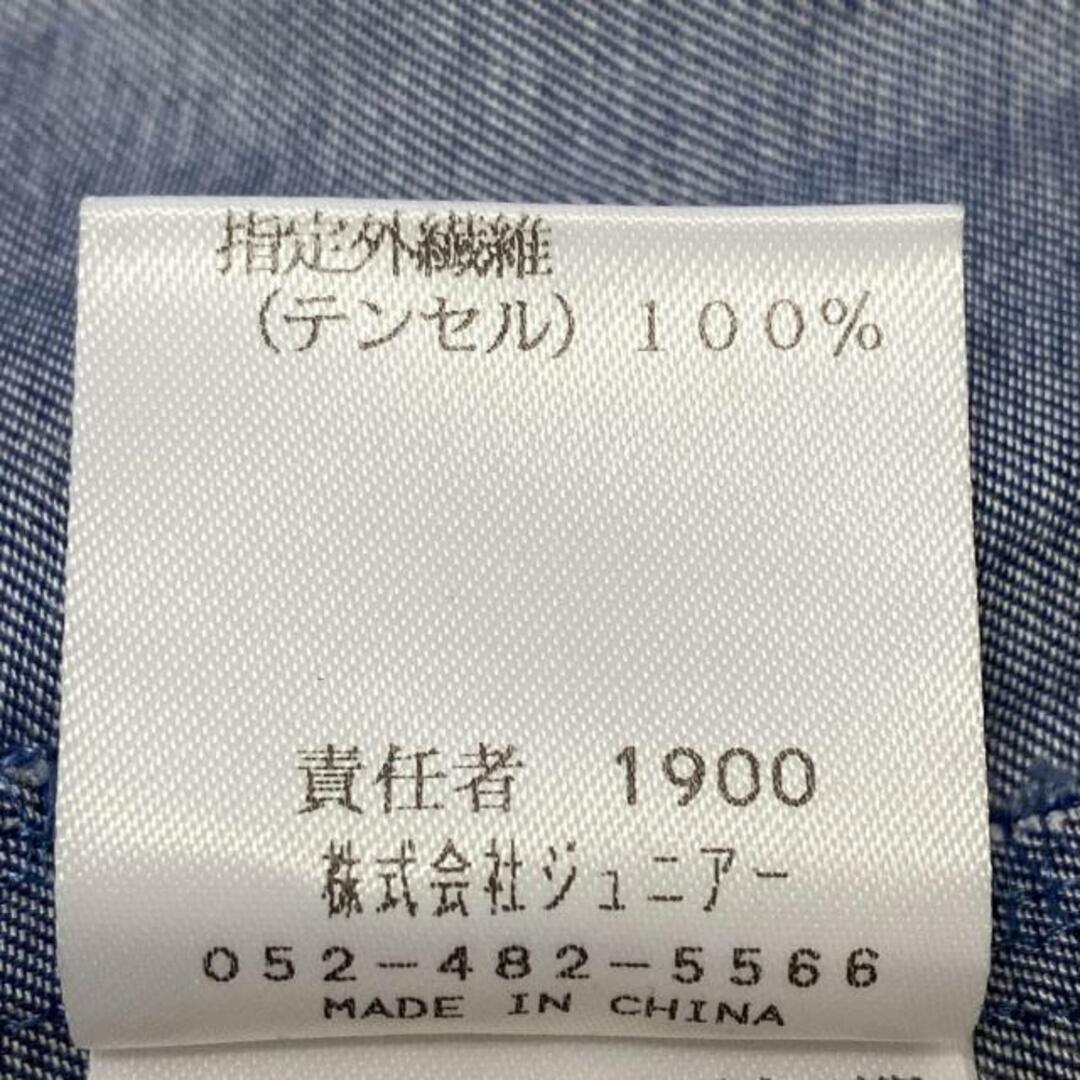 指定外繊維
(テンセル) 100%
責任者 1900
株式会社ジュニアー
052-482-5566
MADE IN CHINA